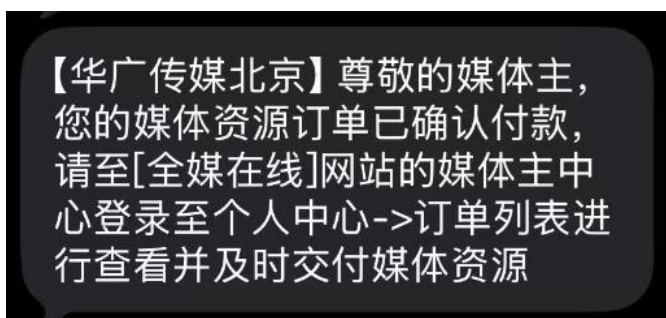 【华广传媒北京】尊敬的媒体主，
您的媒体资源订单已确认付款，
请至[全媒在线]网站的媒体主中
心登录至个人中心->订单列表进
行查看并及时交付媒体资源